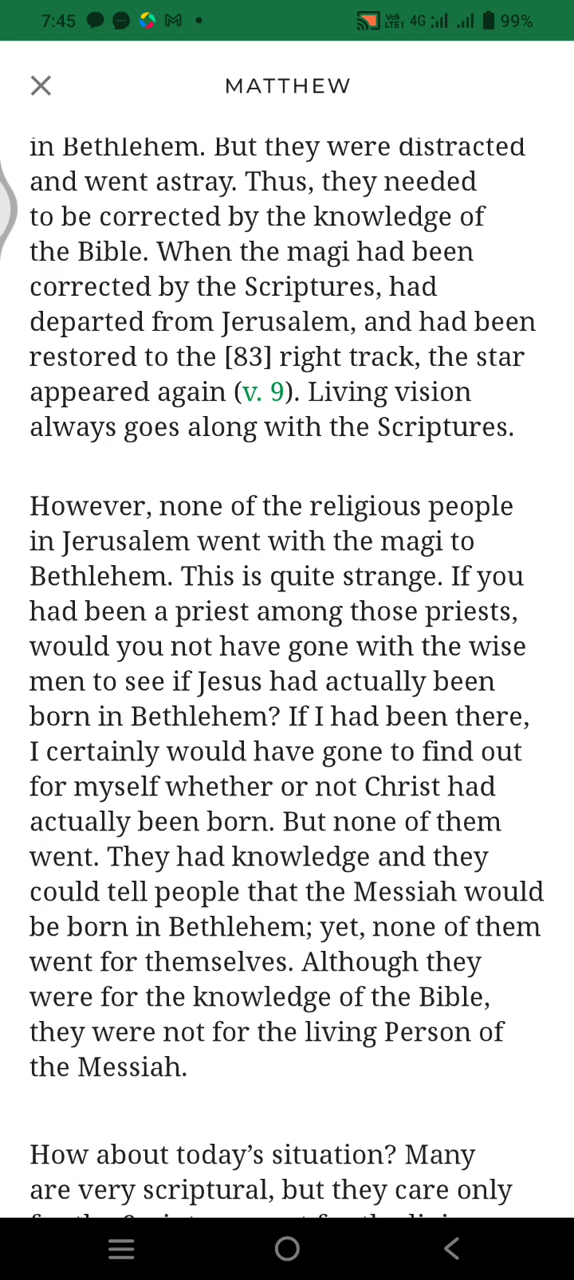 7:45
VoD LTE1 4G 99%
MATTHEW
in Bethlehem. But they were distracted
and went astray. Thus, they needed
to be corrected by the knowledge of
the Bible. When the magi had been
corrected by the Scriptures, had
departed from Jerusalem, and had been
restored to the [83] right track, the star
appeared again (v. 9). Living vision
always goes along with the Scriptures.
However, none of the religious people
in Jerusalem went with the magi to
Bethlehem. This is quite strange. If you
had been a priest among those priests,
would you not have gone with the wise
men to see if Jesus had actually been
born in Bethlehem? If I had been there,
I certainly would have gone to find out
for myself whether or not Christ had
actually been born. But none of them
went. They had knowledge and they
could tell people that the Messiah would
be born in Bethlehem; yet, none of them
went for themselves. Although they
were for the knowledge of the Bible,
they were not for the living Person of
the Messiah.
How about today’s situation? Many
are very scriptural, but they care only